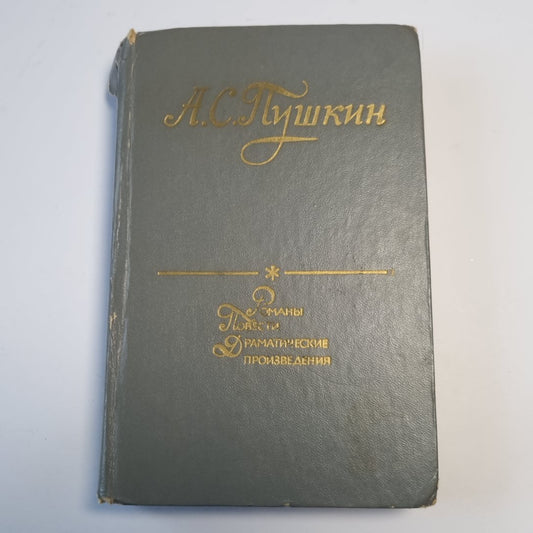 А.С.Пушкин
Романы
Повести
Драматические
произведения